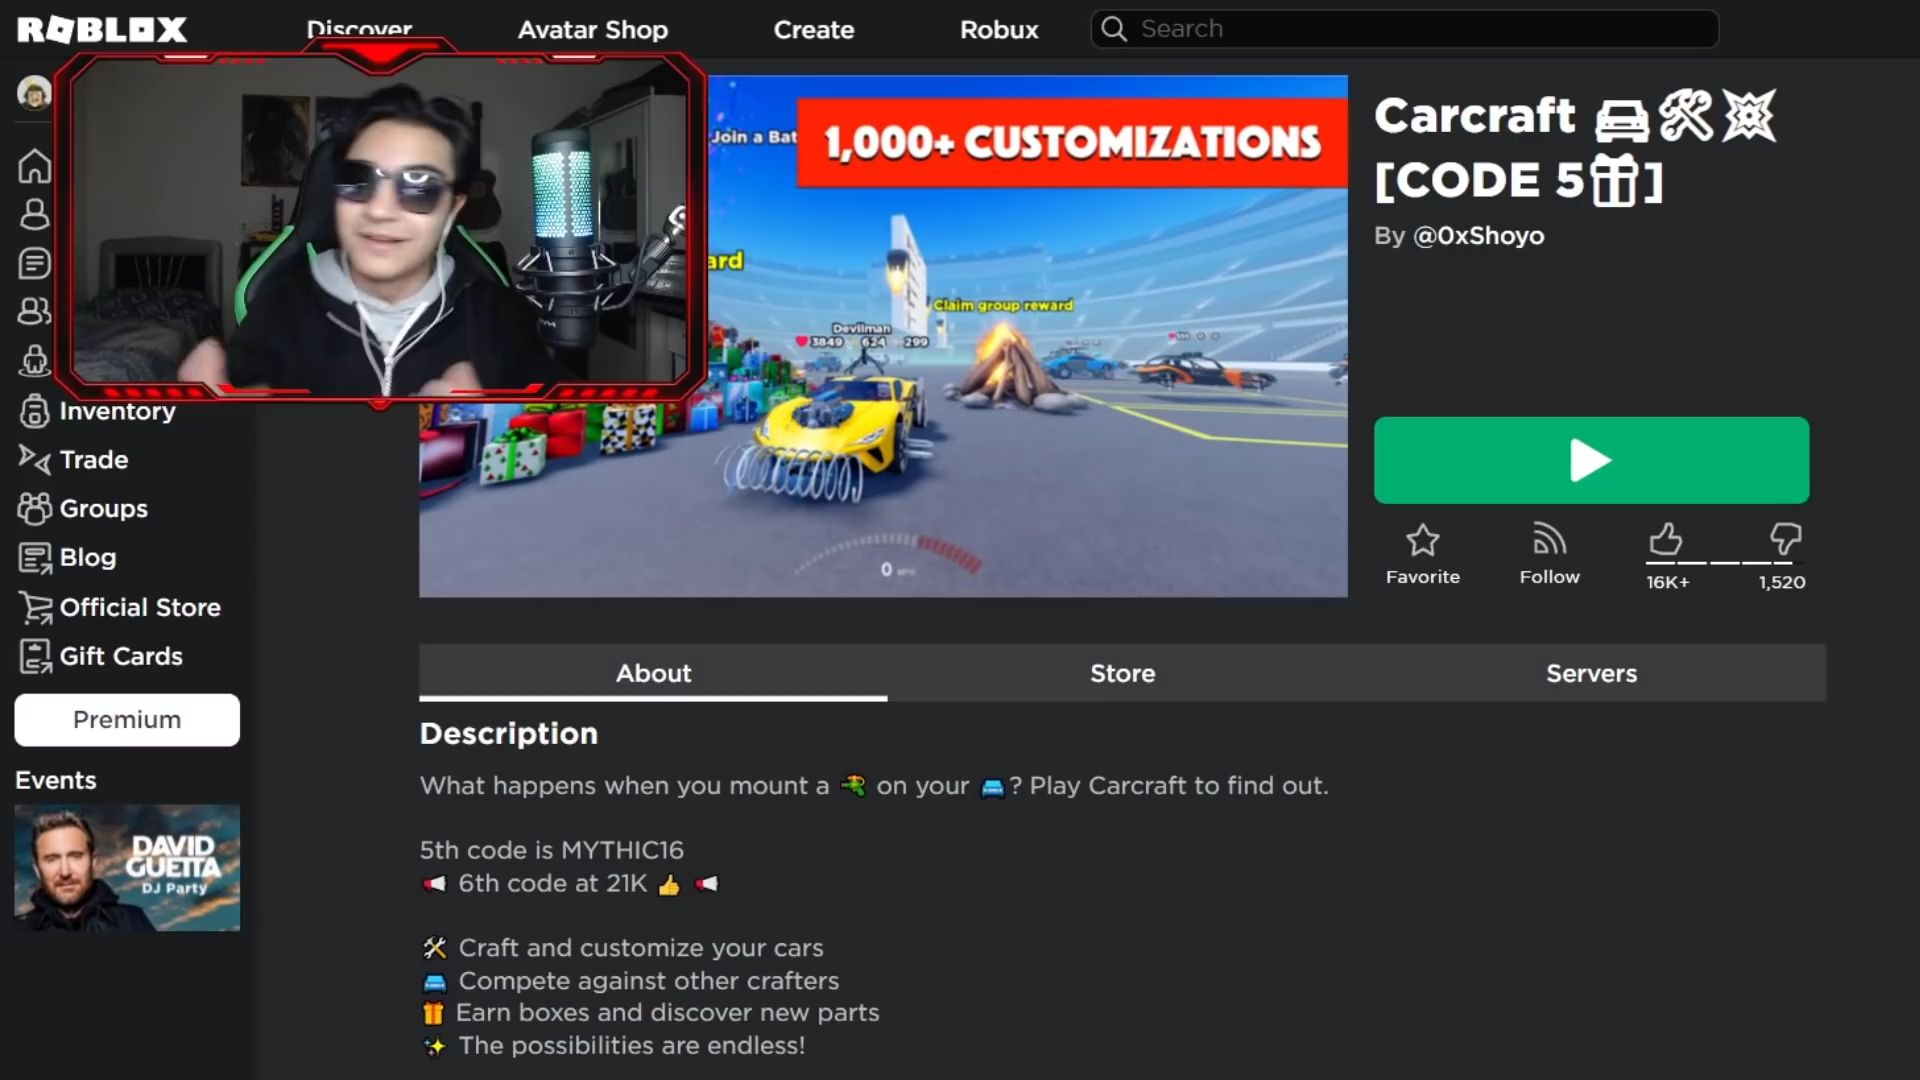 ROBLOX
Discover
Avatar Shop
Create
Robux
Search
Join a Bat
1,000+ CUSTOMIZATIONS
ard
Claim group reward
Devilman
3849 624 299
0
Carcraft
[CODE 5]
By @0xShoyo
Favorite
Follow
16K+
1,520
Inventory
Trade
Groups
Blog
Official Store
Gift Cards
Premium
Events
DAVID
GUETTA
DJ Party
About
Store
Servers
Description
What happens when you mount a 🔫 on your 🚘? Play Carcraft to find out.
5th code is MYTHIC16
📢 6th code at 21K 👍 📢
🛠 Craft and customize your cars
🚘 Compete against other crafters
🎁 Earn boxes and discover new parts
✨ The possibilities are endless!